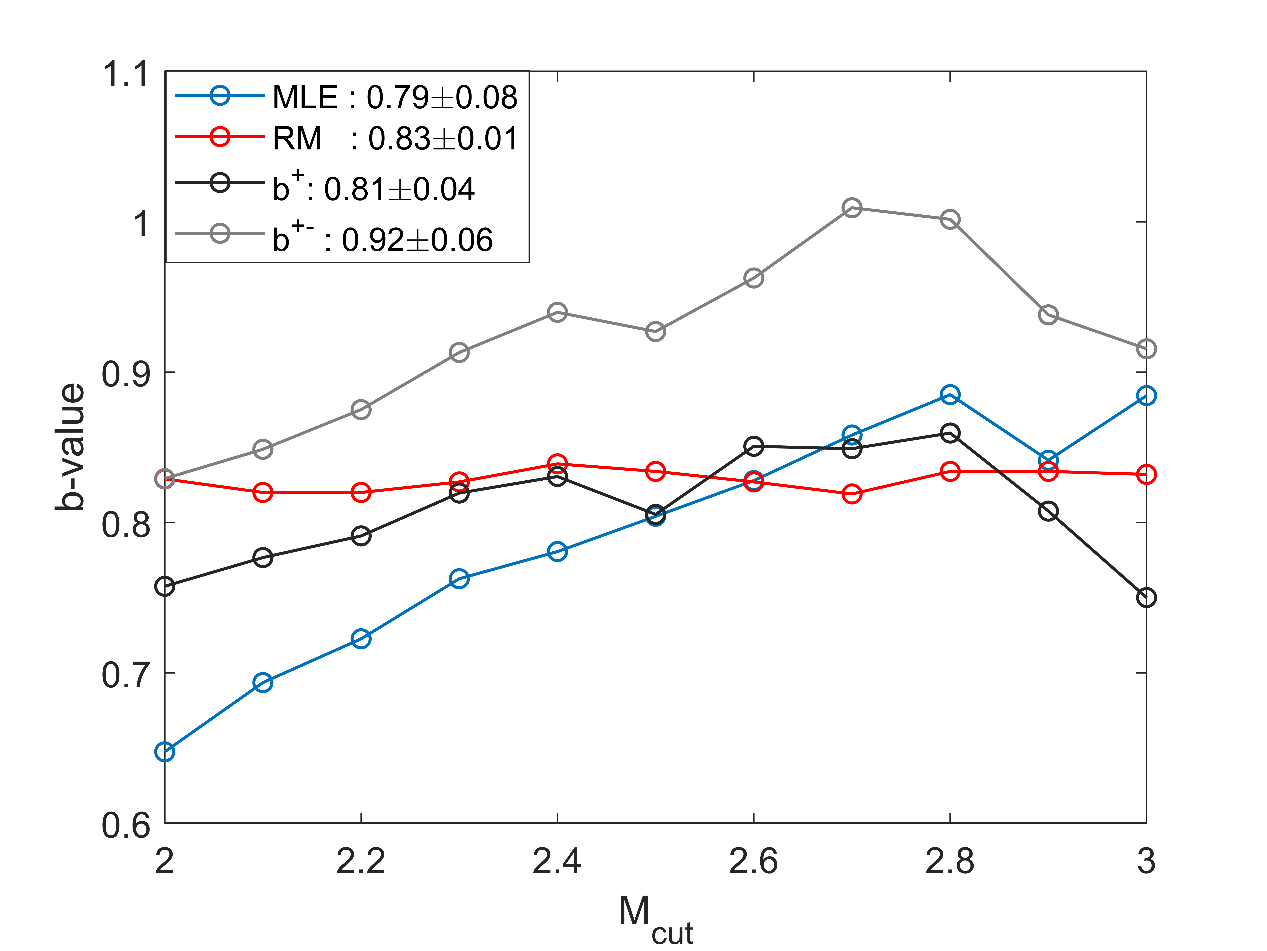 1.1
1
0.9
0.8
0.7
0.6
b-value
MLE : 0.79±0.08
RM : 0.83±0.01
b⁺: 0.81±0.04
b⁺⁻ : 0.92±0.06
2 2.2 2.4 2.6 2.8 3
M_cut